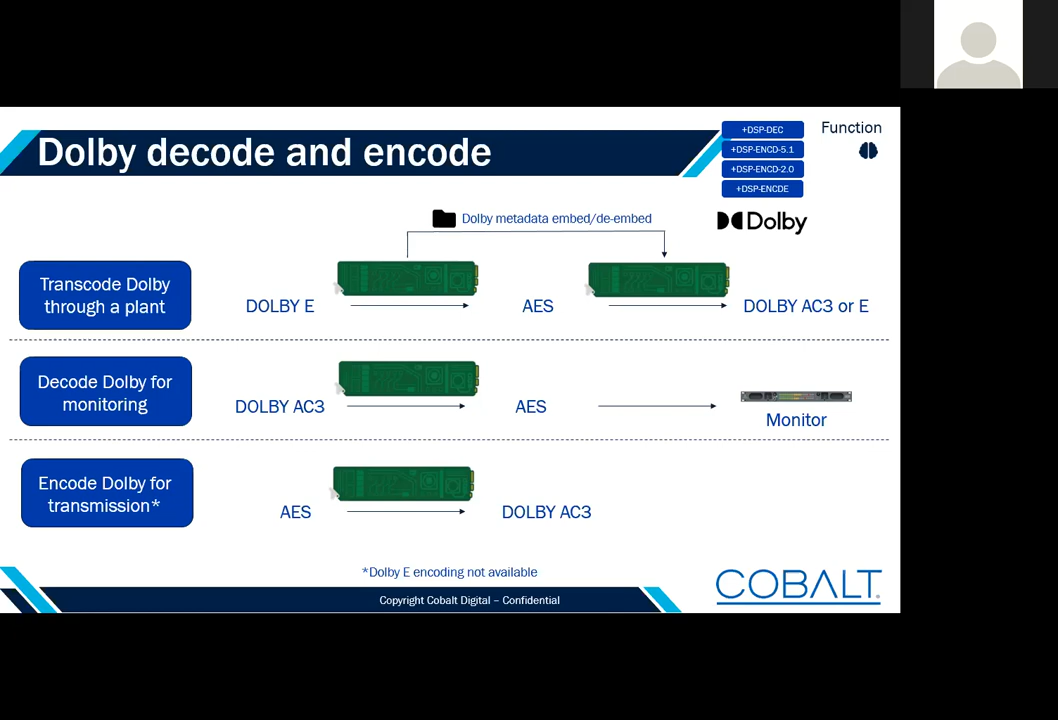 Dolby decode and encode
+DSP-DEC
+DSP-ENCD-5.1
+DSP-ENCD-2.0
+DSP-ENCDE
Function
Dolby
Dolby metadata embed/de-embed
Transcode Dolby
through a plant
DOLBY E
AES
DOLBY AC3 or E
Decode Dolby for
monitoring
DOLBY AC3
AES
Monitor
Encode Dolby for
transmission*
AES
DOLBY AC3
*Dolby E encoding not available
Copyright Cobalt Digital – Confidential
COBALT®